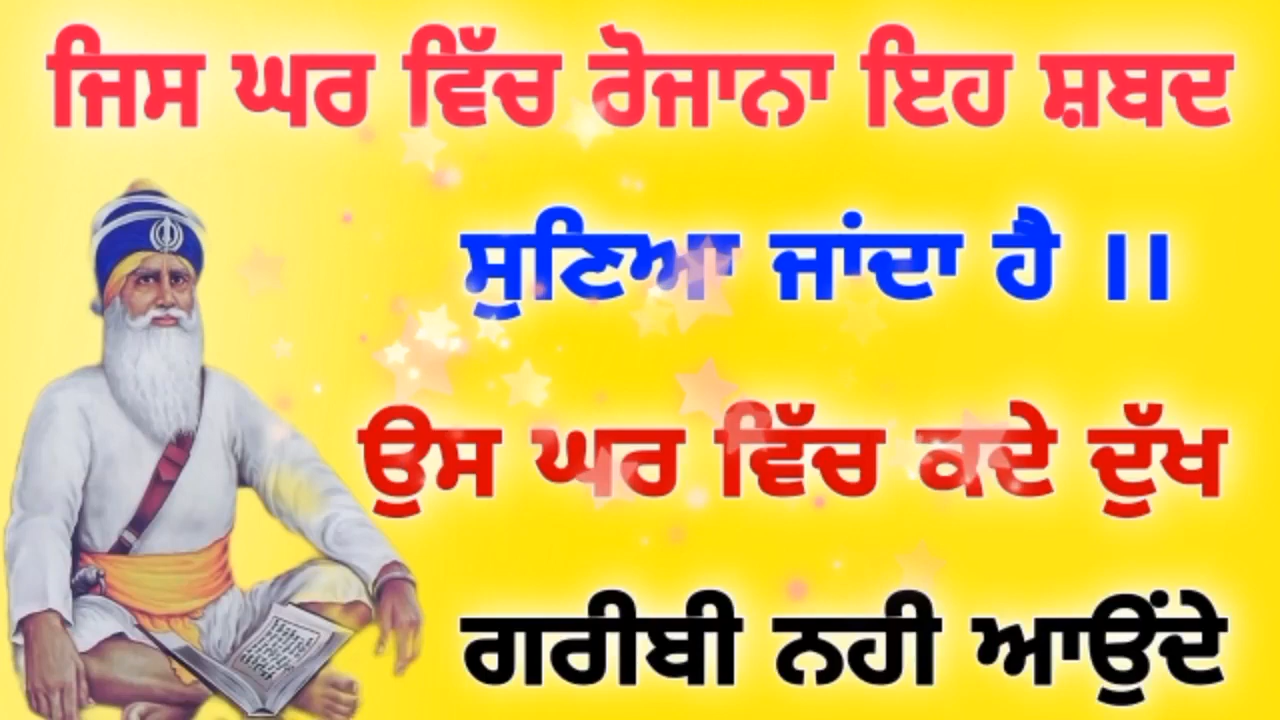 ਜਿਸ ਘਰ ਵਿੱਚ ਰੋਜਾਨਾ ਇਹ ਸ਼ਬਦ
ਸੁਣਿਆ ਜਾਂਦਾ ਹੈ ।।
ਉਸ ਘਰ ਵਿੱਚ ਕਦੇ ਦੁੱਖ
ਗਰੀਬੀ ਨਹੀ ਆਉਂਦੇ